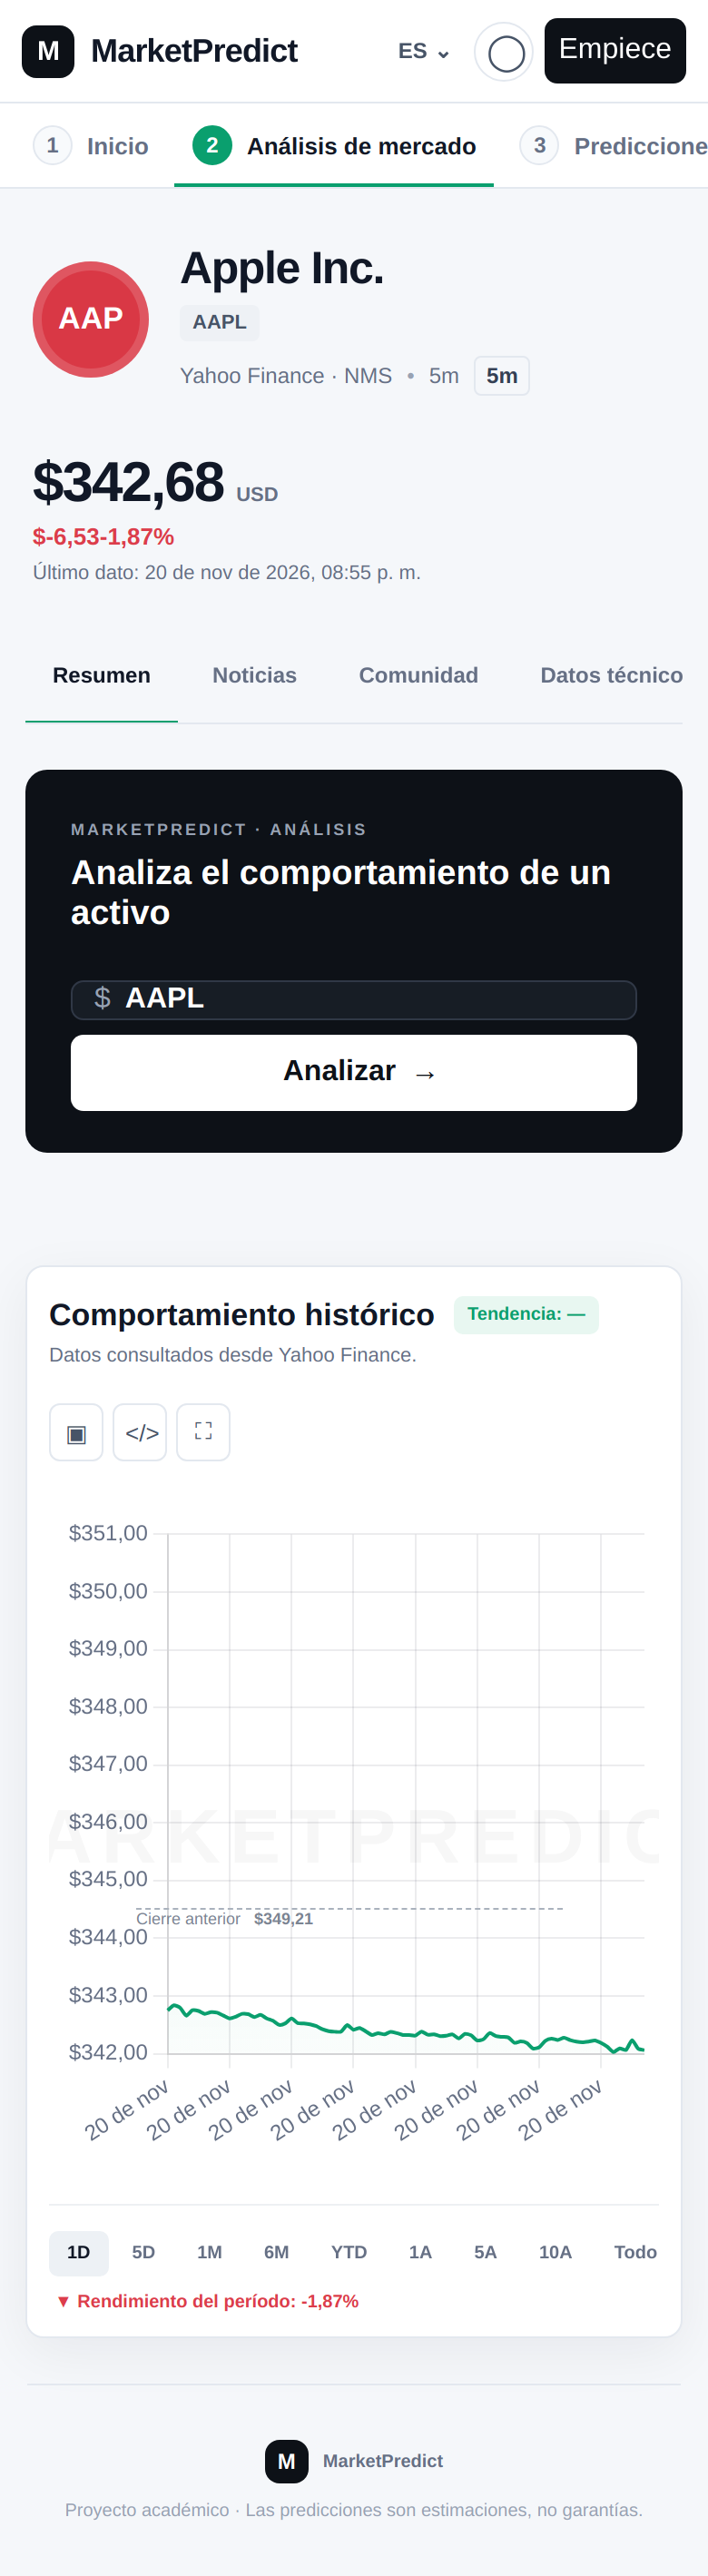 M MarketPredict ES Empiece
1 Inicio 2 Análisis de mercado 3 Prediccione
AAP
Apple Inc.
AAPL
Yahoo Finance · NMS • 5m 5m
$342,68 USD
$-6,53-1,87%
Último dato: 20 de nov de 2026, 08:55 p. m.
Resumen Noticias Comunidad Datos técnico
MARKETPREDICT · ANÁLISIS
Analiza el comportamiento de un
activo
$ AAPL
Analizar →
Comportamiento histórico Tendencia: —
Datos consultados desde Yahoo Finance.
</>
$351,00
$350,00
$349,00
$348,00
$347,00
$346,00
ARKETPREDIC
$345,00
Cierre anterior $349,21
$344,00
$343,00
$342,00
20 de nov 20 de nov 20 de nov 20 de nov 20 de nov 20 de nov 20 de nov 20 de nov
1D 5D 1M 6M YTD 1A 5A 10A Todo
▼ Rendimiento del período: -1,87%
M MarketPredict
Proyecto académico · Las predicciones son estimaciones, no garantías.